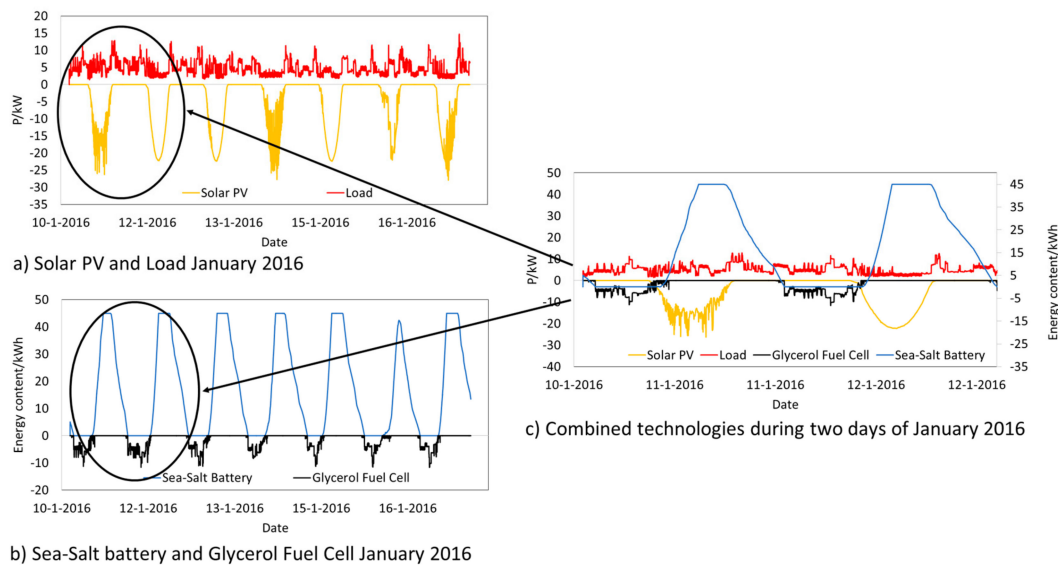 20
15
10
5
0
-5
-10
-15
-20
-25
-30
-35
P/kW
Solar PV Load
10-1-2016 12-1-2016 13-1-2016 15-1-2016 16-1-2016
Date
a) Solar PV and Load January 2016
50
40
30
20
10
0
-10
-20
Energy content/kWh
Sea-Salt Battery Glycerol Fuel Cell
10-1-2016 12-1-2016 13-1-2016 15-1-2016 16-1-2016
Date
b) Sea-Salt battery and Glycerol Fuel Cell January 2016
50
40
30
20
10
0
-10
-20
-30
-40
P/kW
45
35
25
15
5
-5
-15
-25
-35
Energy content/kWh
Solar PV Load Glycerol Fuel Cell Sea-Salt Battery
10-1-2016 11-1-2016 11-1-2016 12-1-2016 12-1-2016
Date
c) Combined technologies during two days of January 2016